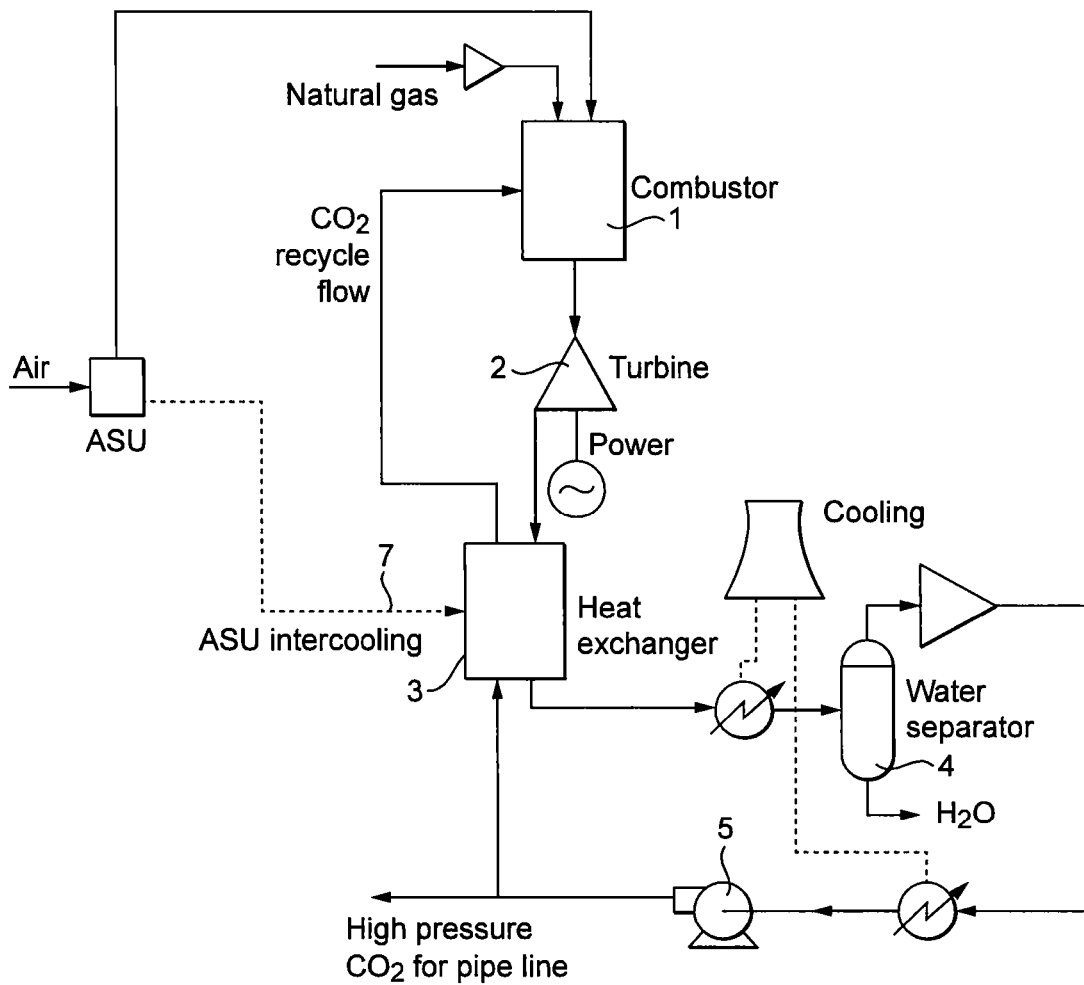 Natural gas
Combustor
1
CO₂
recycle
flow
Air
ASU
2
Turbine
Power
Cooling
7
ASU intercooling
Heat
exchanger
3
Water
separator
4
H₂O
5
High pressure
CO₂ for pipe line